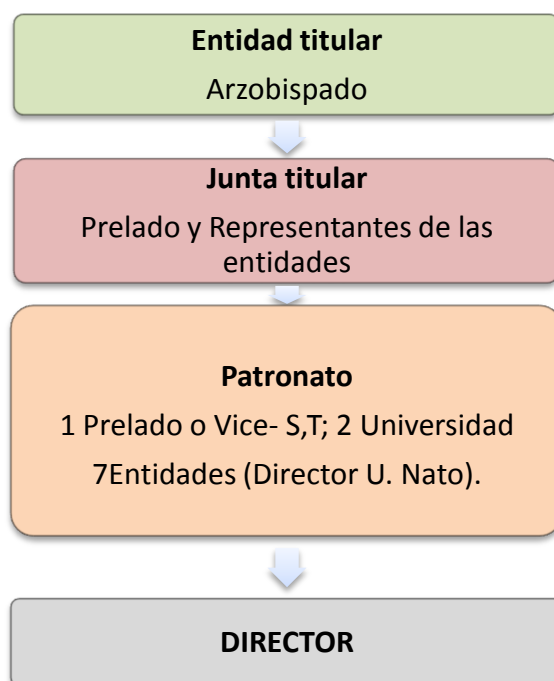 Entidad titular
Arzobispado
Junta titular
Prelado y Representantes de las
entidades
Patronato
1 Prelado o Vice- S,T; 2 Universidad
7Entidades (Director U. Nato).
DIRECTOR